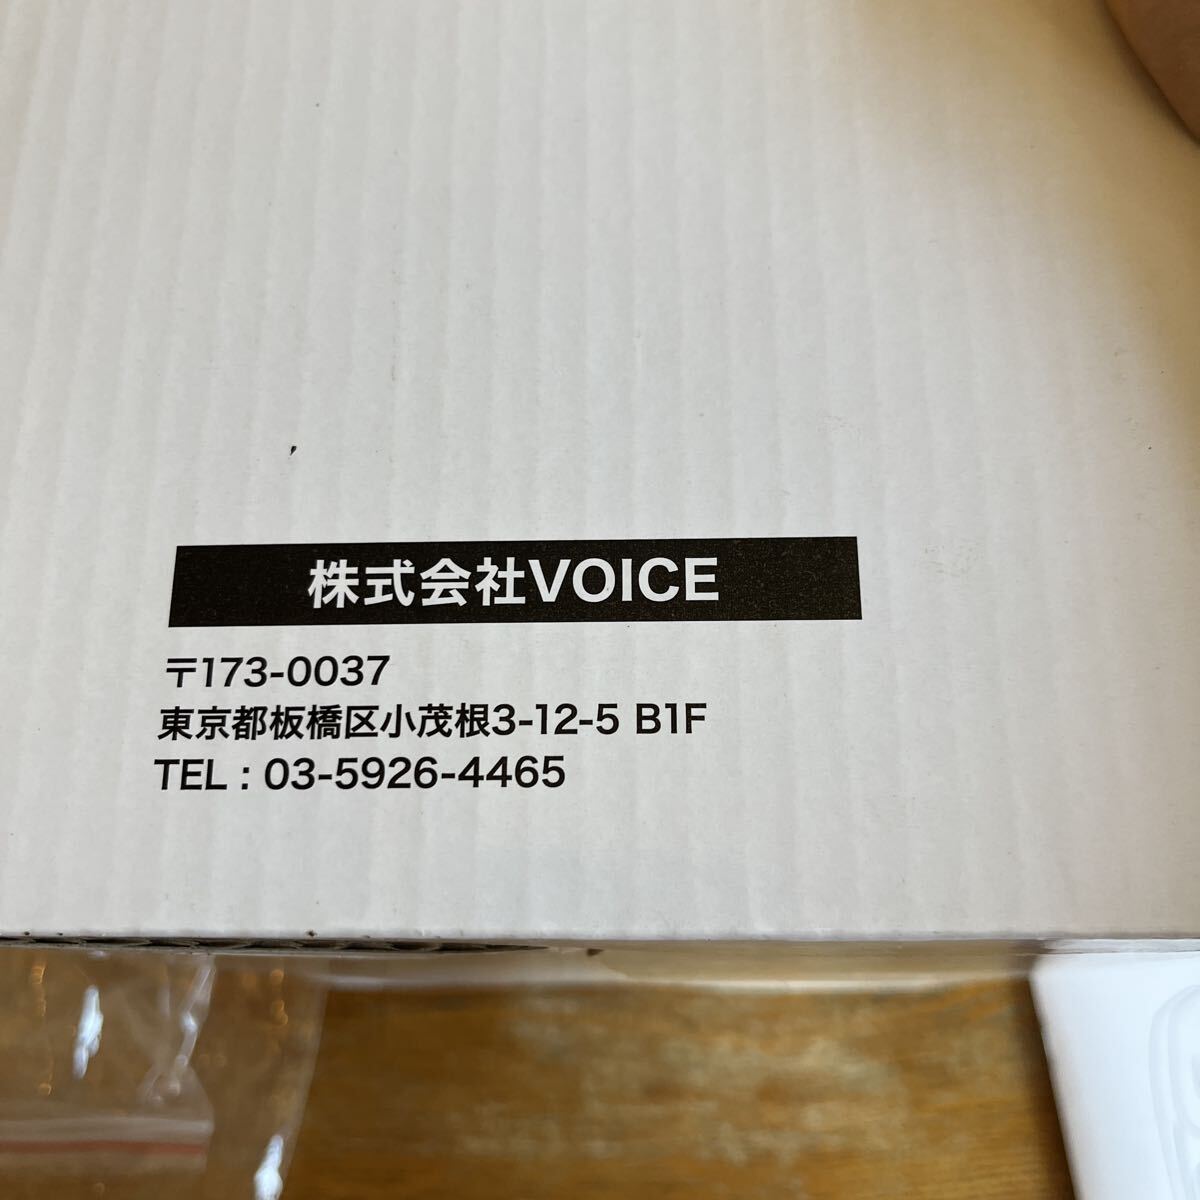 株式会社VOICE
〒173-0037
東京都板橋区小茂根3-12-5 B1F
TEL : 03-5926-4465